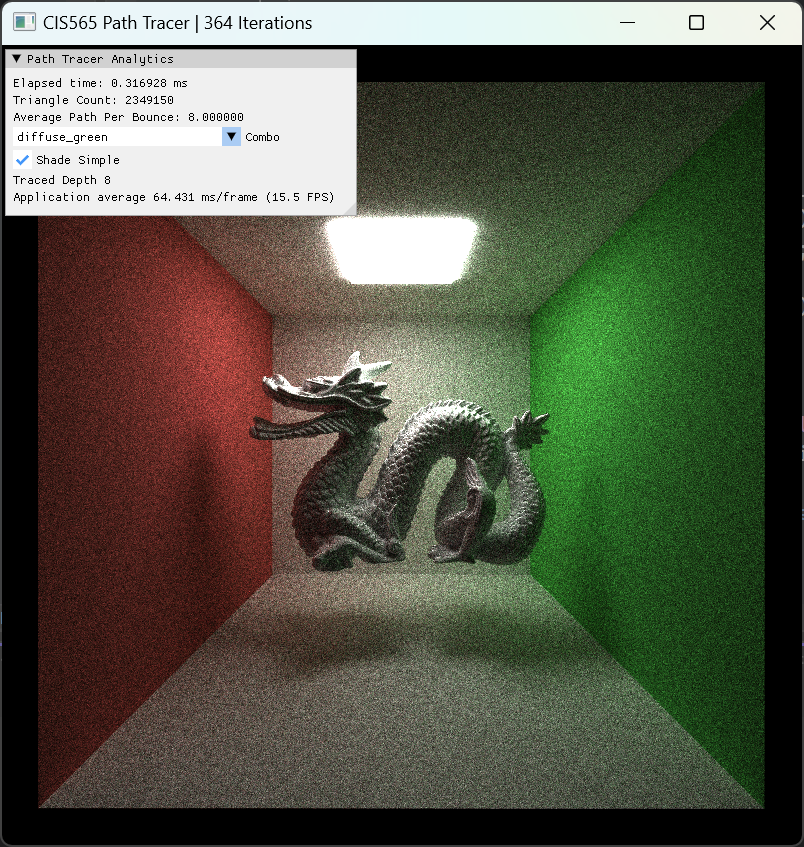 CIS565 Path Tracer | 364 Iterations
Path Tracer Analytics
Elapsed time: 0.316928 ms
Triangle Count: 2349150
Average Path Per Bounce: 8.000000
diffuse_green Combo
Shade Simple
Traced Depth 8
Application average 64.431 ms/frame (15.5 FPS)